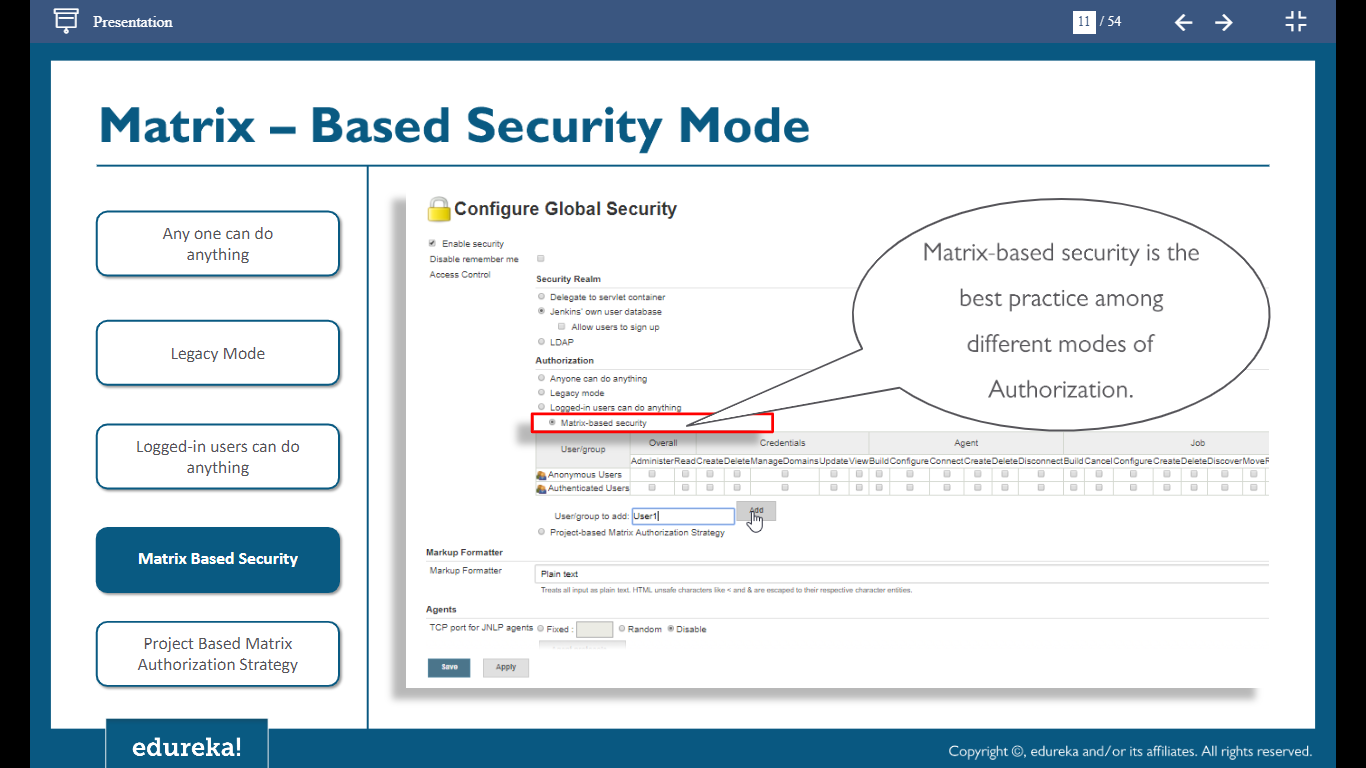 Presentation
11 / 54
Matrix – Based Security Mode
Any one can do
anything
Legacy Mode
Logged-in users can do
anything
Matrix Based Security
Project Based Matrix
Authorization Strategy
Configure Global Security
Enable security
Disable remember me
Access Control
Security Realm
Delegate to servlet container
Jenkins' own user database
Allow users to sign up
LDAP
Authorization
Anyone can do anything
Legacy mode
Logged-in users can do anything
Matrix-based security
Matrix-based security is the
best practice among
different modes of
Authorization.
User/group Overall Credentials Agent Job
Administer Read Create Delete ManageDomains Update View Build Configure Connect Create Delete Disconnect Build Cancel Configure Create Delete Discover Move
Anonymous Users
Authenticated Users
User/group to add: User1 Add
Project-based Matrix Authorization Strategy
Markup Formatter
Markup Formatter Plain text
Treats all input as plain text. HTML unsafe characters like < and & are escaped to their respective character entities.
Agents
TCP port for JNLP agents Fixed : Random Disable
Save Apply
edureka!
Copyright ©, edureka and/or its affiliates. All rights reserved.